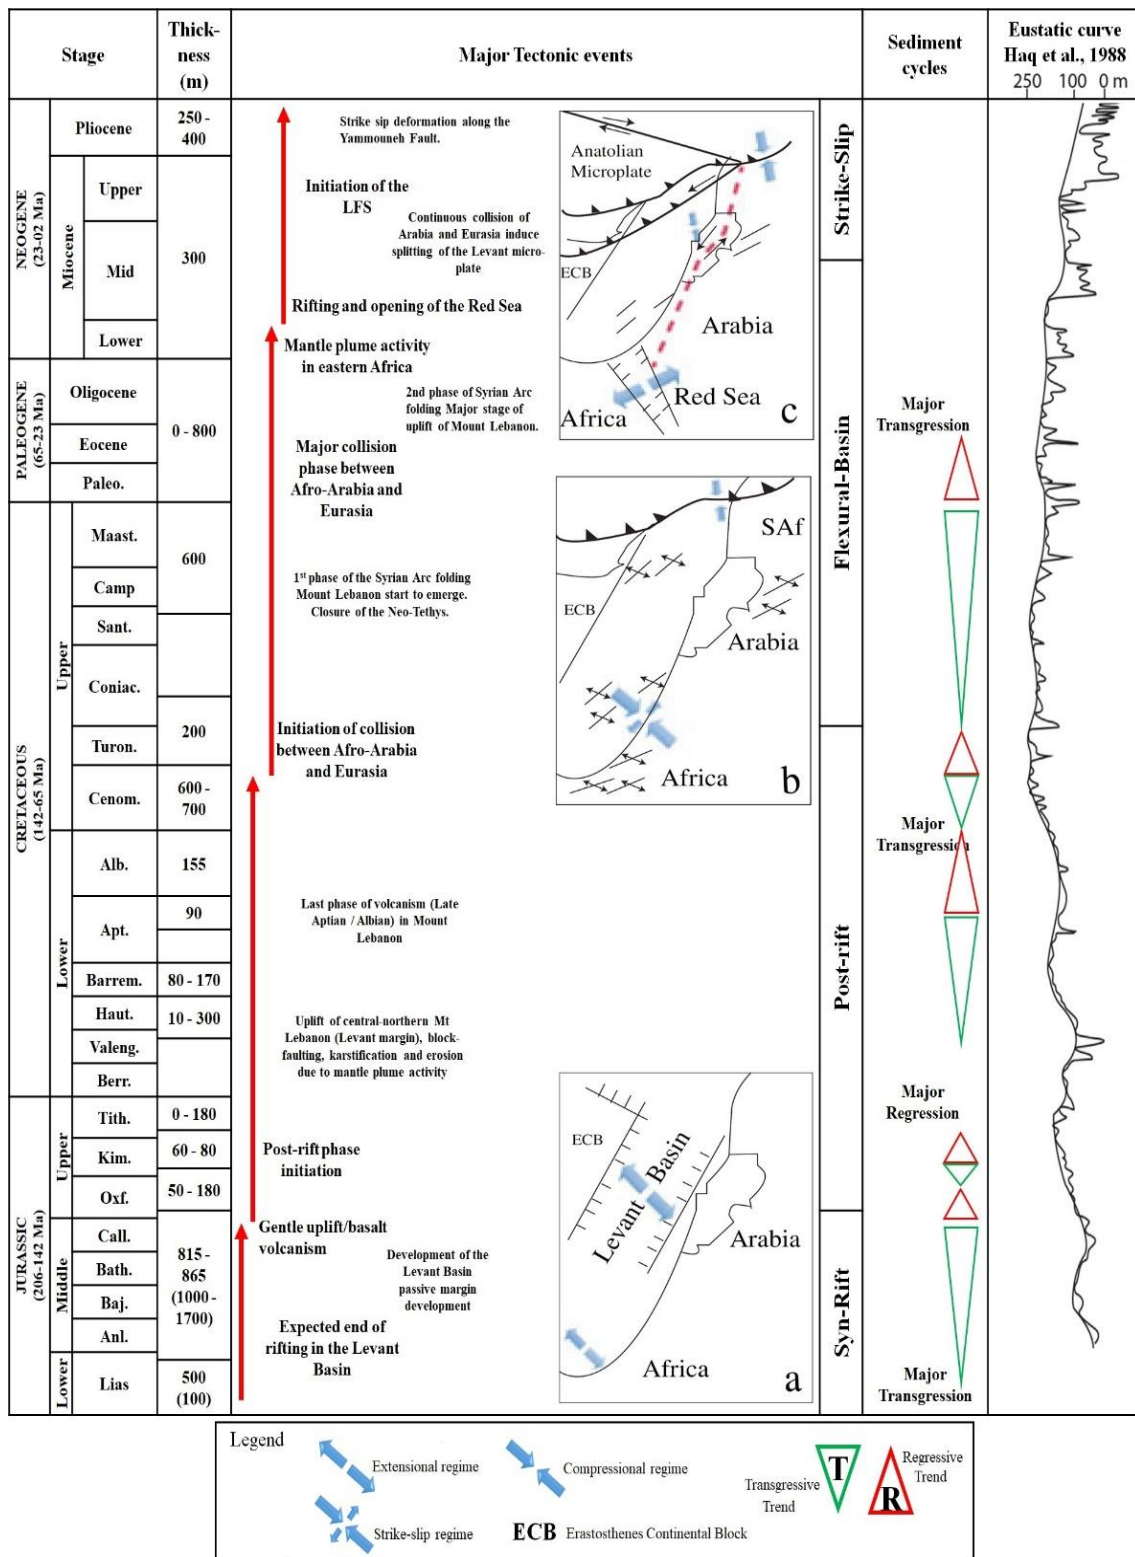 Stage
Thick-
ness
(m)
Major Tectonic events
Sediment
cycles
Eustatic curve
Haq et al., 1988
250 100 0 m
NEOGENE
(23-02 Ma)
Pliocene
Miocene
Upper
Mid
Lower
PALEOGENE
(65-23 Ma)
Oligocene
Eocene
Paleo.
CRETACEOUS
(142-65 Ma)
Upper
Maast.
Camp
Sant.
Coniac.
Turon.
Cenom.
Lower
Alb.
Apt.
Barrem.
Haut.
Valeng.
Berr.
JURASSIC
(206-142 Ma)
Upper
Tith.
Kim.
Oxf.
Middle
Call.
Bath.
Baj.
Anl.
Lower
Lias
250 -
400
300
0 - 800
600
200
600 -
700
155
90
80 - 170
10 - 300
0 - 180
60 - 80
50 - 180
815 -
865
(1000 -
1700)
500
(100)
Strike sip deformation along the
Yammouneh Fault.
Initiation of the
LFS
Continuous collision of
Arabia and Eurasia induce
splitting of the Levant micro-
plate
Rifting and opening of the Red Sea
Mantle plume activity
in eastern Africa
2nd phase of Syrian Arc
folding Major stage of
uplift of Mount Lebanon.
Major collision
phase between
Afro-Arabia and
Eurasia
1st phase of the Syrian Arc folding
Mount Lebanon start to emerge.
Closure of the Neo-Tethys.
Initiation of collision
between Afro-Arabia
and Eurasia
Last phase of volcanism (Late
Aptian / Albian) in Mount
Lebanon
Uplift of central-northern Mt
Lebanon (Levant margin), block-
faulting, karstification and erosion
due to mantle plume activity
Post-rift phase
initiation
Gentle uplift/basalt
volcanism
Development of the
Levant Basin
passive margin
development
Expected end of
rifting in the Levant
Basin
Anatolian
Microplate
ECB
Arabia
Red Sea
Africa
c
SAf
ECB
Arabia
Africa
b
ECB
Levant Basin
Arabia
Africa
a
Strike-Slip
Flexural-Basin
Post-rift
Syn-Rift
Major
Transgression
Major
Transgression
Major
Regression
Major
Transgression
Legend
Extensional regime
Compressional regime
Strike-slip regime
ECB Erastosthenes Continental Block
Transgressive
Trend
T
R
Regressive
Trend